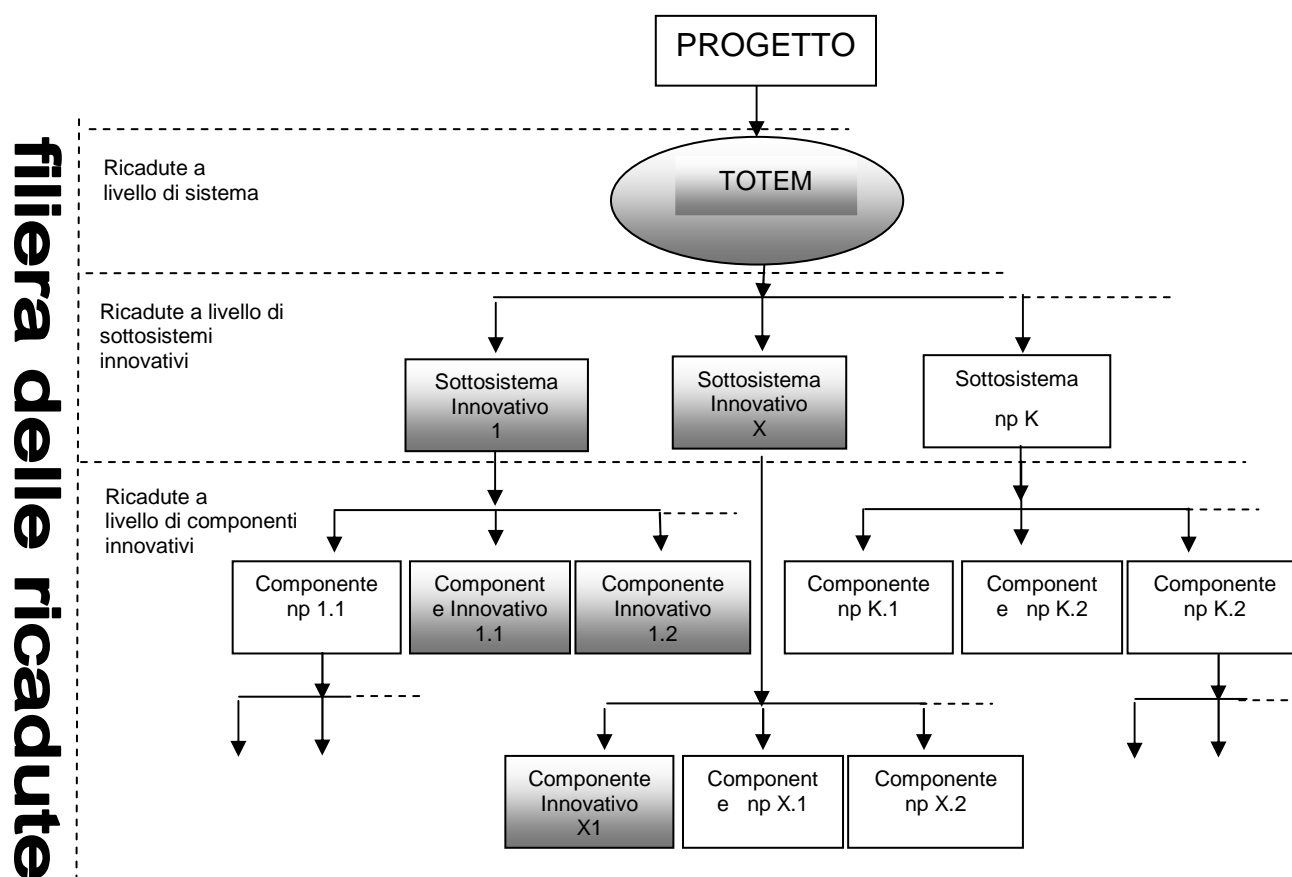 PROGETTO
filiera delle ricadute
Ricadute a
livello di sistema
TOTEM
Ricadute a livello di
sottosistemi
innovativi
Sottosistema
Innovativo
1
Sottosistema
Innovativo
X
Sottosistema
np K
Ricadute a
livello di componenti
innovativi
Componente
np 1.1
Component
e Innovativo
1.1
Componente
Innovativo
1.2
Componente
np K.1
Component
e np K.2
Componente
np K.2
Componente
Innovativo
X1
Component
e np X.1
Componente
np X.2